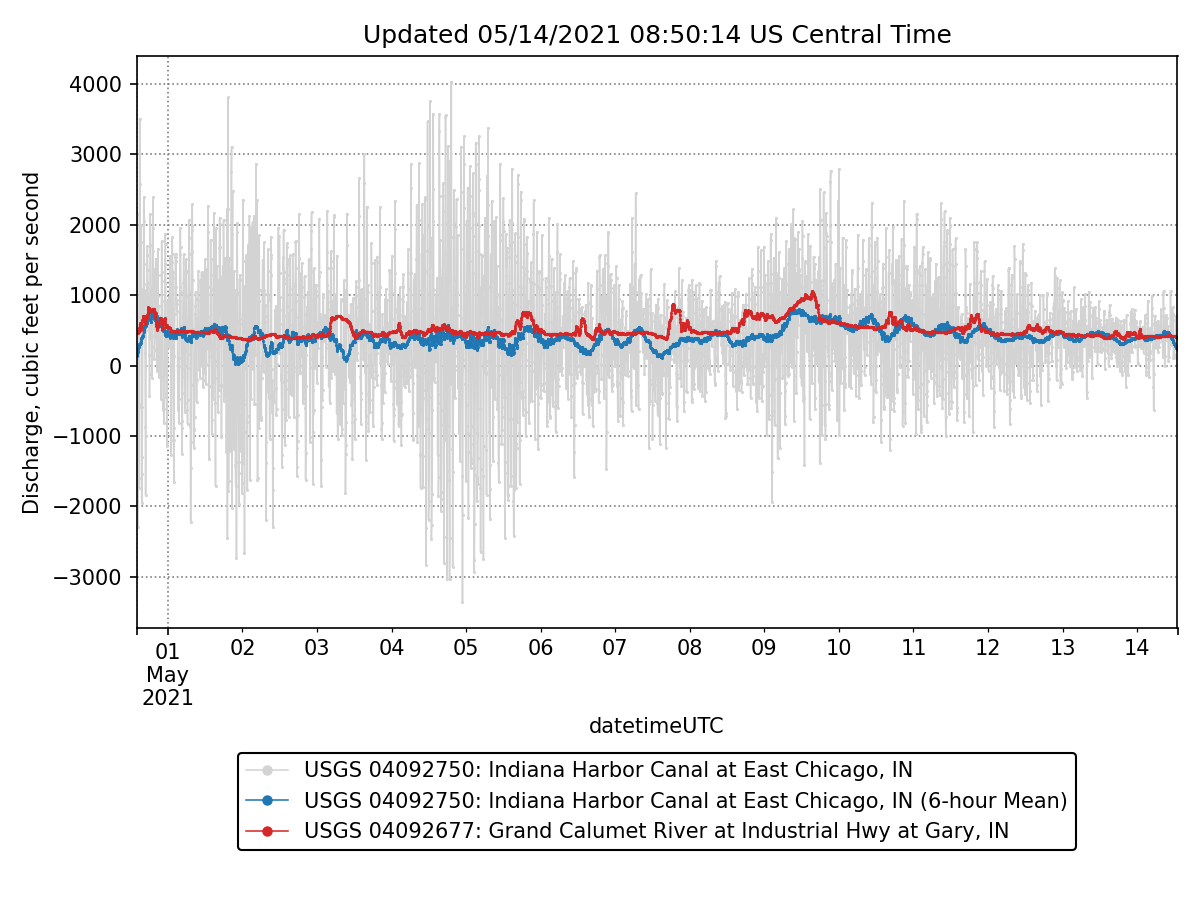 Updated 05/14/2021 08:50:14 US Central Time
Discharge, cubic feet per second
4000
3000
2000
1000
0
−1000
−2000
−3000
01
May
2021
02 03 04 05 06 07 08 09 10 11 12 13 14
datetimeUTC
USGS 04092750: Indiana Harbor Canal at East Chicago, IN
USGS 04092750: Indiana Harbor Canal at East Chicago, IN (6-hour Mean)
USGS 04092677: Grand Calumet River at Industrial Hwy at Gary, IN